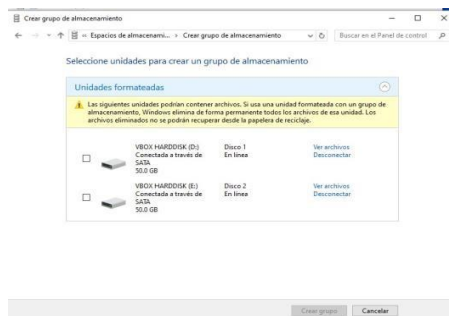 Crear grupo de almacenamiento
« Espacios de almacenami... › Crear grupo de almacenamiento
Buscar en el Panel de control
Seleccione unidades para crear un grupo de almacenamiento
Unidades formateadas
Las siguientes unidades podrían contener archivos. Si usa una unidad formateada con un grupo de
almacenamiento, Windows elimina de forma permanente todos los archivos de esa unidad. Los
archivos eliminados no se podrán recuperar desde la papelera de reciclaje.
VBOX HARDDISK (D:) Disco 1 Ver archivos
Conectada a través de En línea Desconectar
SATA
50.0 GB
VBOX HARDDISK (E:) Disco 2 Ver archivos
Conectada a través de En línea Desconectar
SATA
50.0 GB
Crear grupo Cancelar